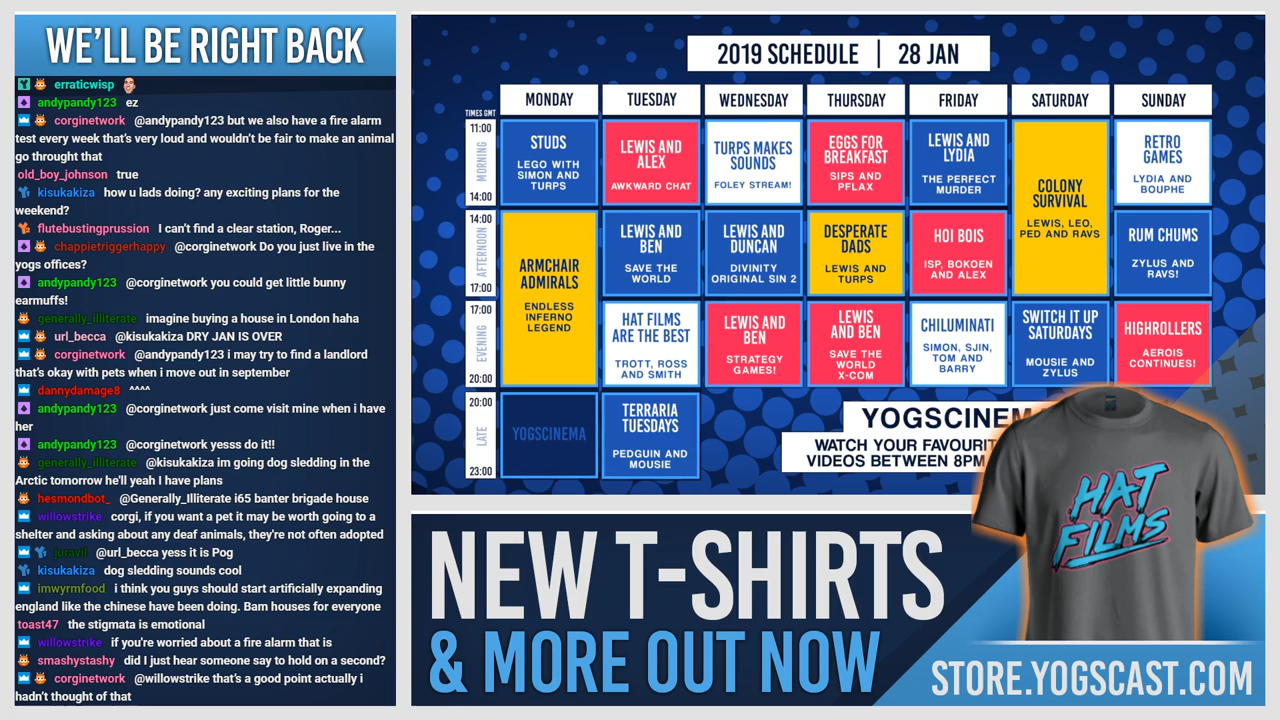 WE'LL BE RIGHT BACK
erraticwisp
andypandy123 ez
corginetwork @andypandy123 but we also have a fire alarm
test every week that's very loud and wouldn't be fair to make an animal
go throught that
old_boy_johnson true
kisukakiza how u lads doing? any exciting plans for the
weekend?
flutebustingprussion I can't find a clear station, Roger...
chappietriggerhappy @corginetwork Do you just live in the
yogs offices?
andypandy123 @corginetwork you could get little bunny
earmuffs!
generally_illiterate imagine buying a house in London haha
url_becca @kisukakiza DRY JAN IS OVER
corginetwork @andypandy123 but i will try and find a landlord
that's okay with pets when i move out in september
dannydamage8 ^^^^
andypandy123 @corginetwork just come visit mine when i have
her
andypandy123 @corginetwork yesss do it!!
generally_illiterate @kisukakiza im going dog sledding in the
Arctic tomorrow he'll yeah I have plans
hesmondbot_ @Generally_Illiterate i65 banter brigade house
willowstrike corgi, if you want a pet it may be worth going to a
shelter and asking about any deaf animals, they're not often adopted
juravil @url_becca yess it is Pog
kisukakiza dog sledding sounds cool
imwyrmfood i think you guys should start artificially expanding
england like the chinese have been doing. Bam houses for everyone
toast47 the stigmata is emotional
willowstrike if you're worried about a fire alarm that is
smashystashy did I just hear someone say to hold on a second?
corginetwork @willowstrike that's a good point actually i
hadn't thought of that
2019 SCHEDULE | 28 JAN
TIMES GMT
MONDAY
TUESDAY
WEDNESDAY
THURSDAY
FRIDAY
SATURDAY
SUNDAY
11:00
MORNING
14:00
STUDS
LEGO WITH
SIMON AND
TURPS
LEWIS AND
ALEX
AWKWARD CHAT
TURPS MAKES
SOUNDS
FOLEY STREAM!
EGGS FOR
BREAKFAST
SIPS AND
PFLAX
LEWIS AND
LYDIA
THE PERFECT
MURDER
COLONY
SURVIVAL
LEWIS, LEO,
PED AND RAVS
RETRO
GAMES
LYDIA AND
BOUPHE
14:00
AFTERNOON
17:00
ARMCHAIR
ADMIRALS
ENDLESS
INFERNO
LEGEND
LEWIS AND
BEN
SAVE THE
WORLD
LEWIS AND
DUNCAN
DIVINITY
ORIGINAL SIN 2
DESPERATE
DADS
LEWIS AND
TURPS
HOI BOIS
ISP, BOKOEN
AND ALEX
RUM CHUMS
ZYLUS AND
RAVS!
17:00
EVENING
20:00
HAT FILMS
ARE THE BEST
TROTT, ROSS
AND SMITH
LEWIS AND
BEN
STRATEGY
GAMES!
LEWIS
AND BEN
SAVE THE
WORLD
X-COM
CHILUMINATI
SIMON, SJIN,
TOM AND
BARRY
SWITCH IT UP
SATURDAYS
MOUSIE AND
ZYLUS
HIGHROLLERS
AEROIS
CONTINUES!
20:00
LATE
23:00
YOGSCINEMA
TERRARIA
TUESDAYS
PEDGUIN AND
MOUSIE
YOGSCINEM
WATCH YOUR FAVOURIT
VIDEOS BETWEEN 8PM
HAT
FILMS
NEW T-SHIRTS
& MORE OUT NOW
STORE.YOGSCAST.COM